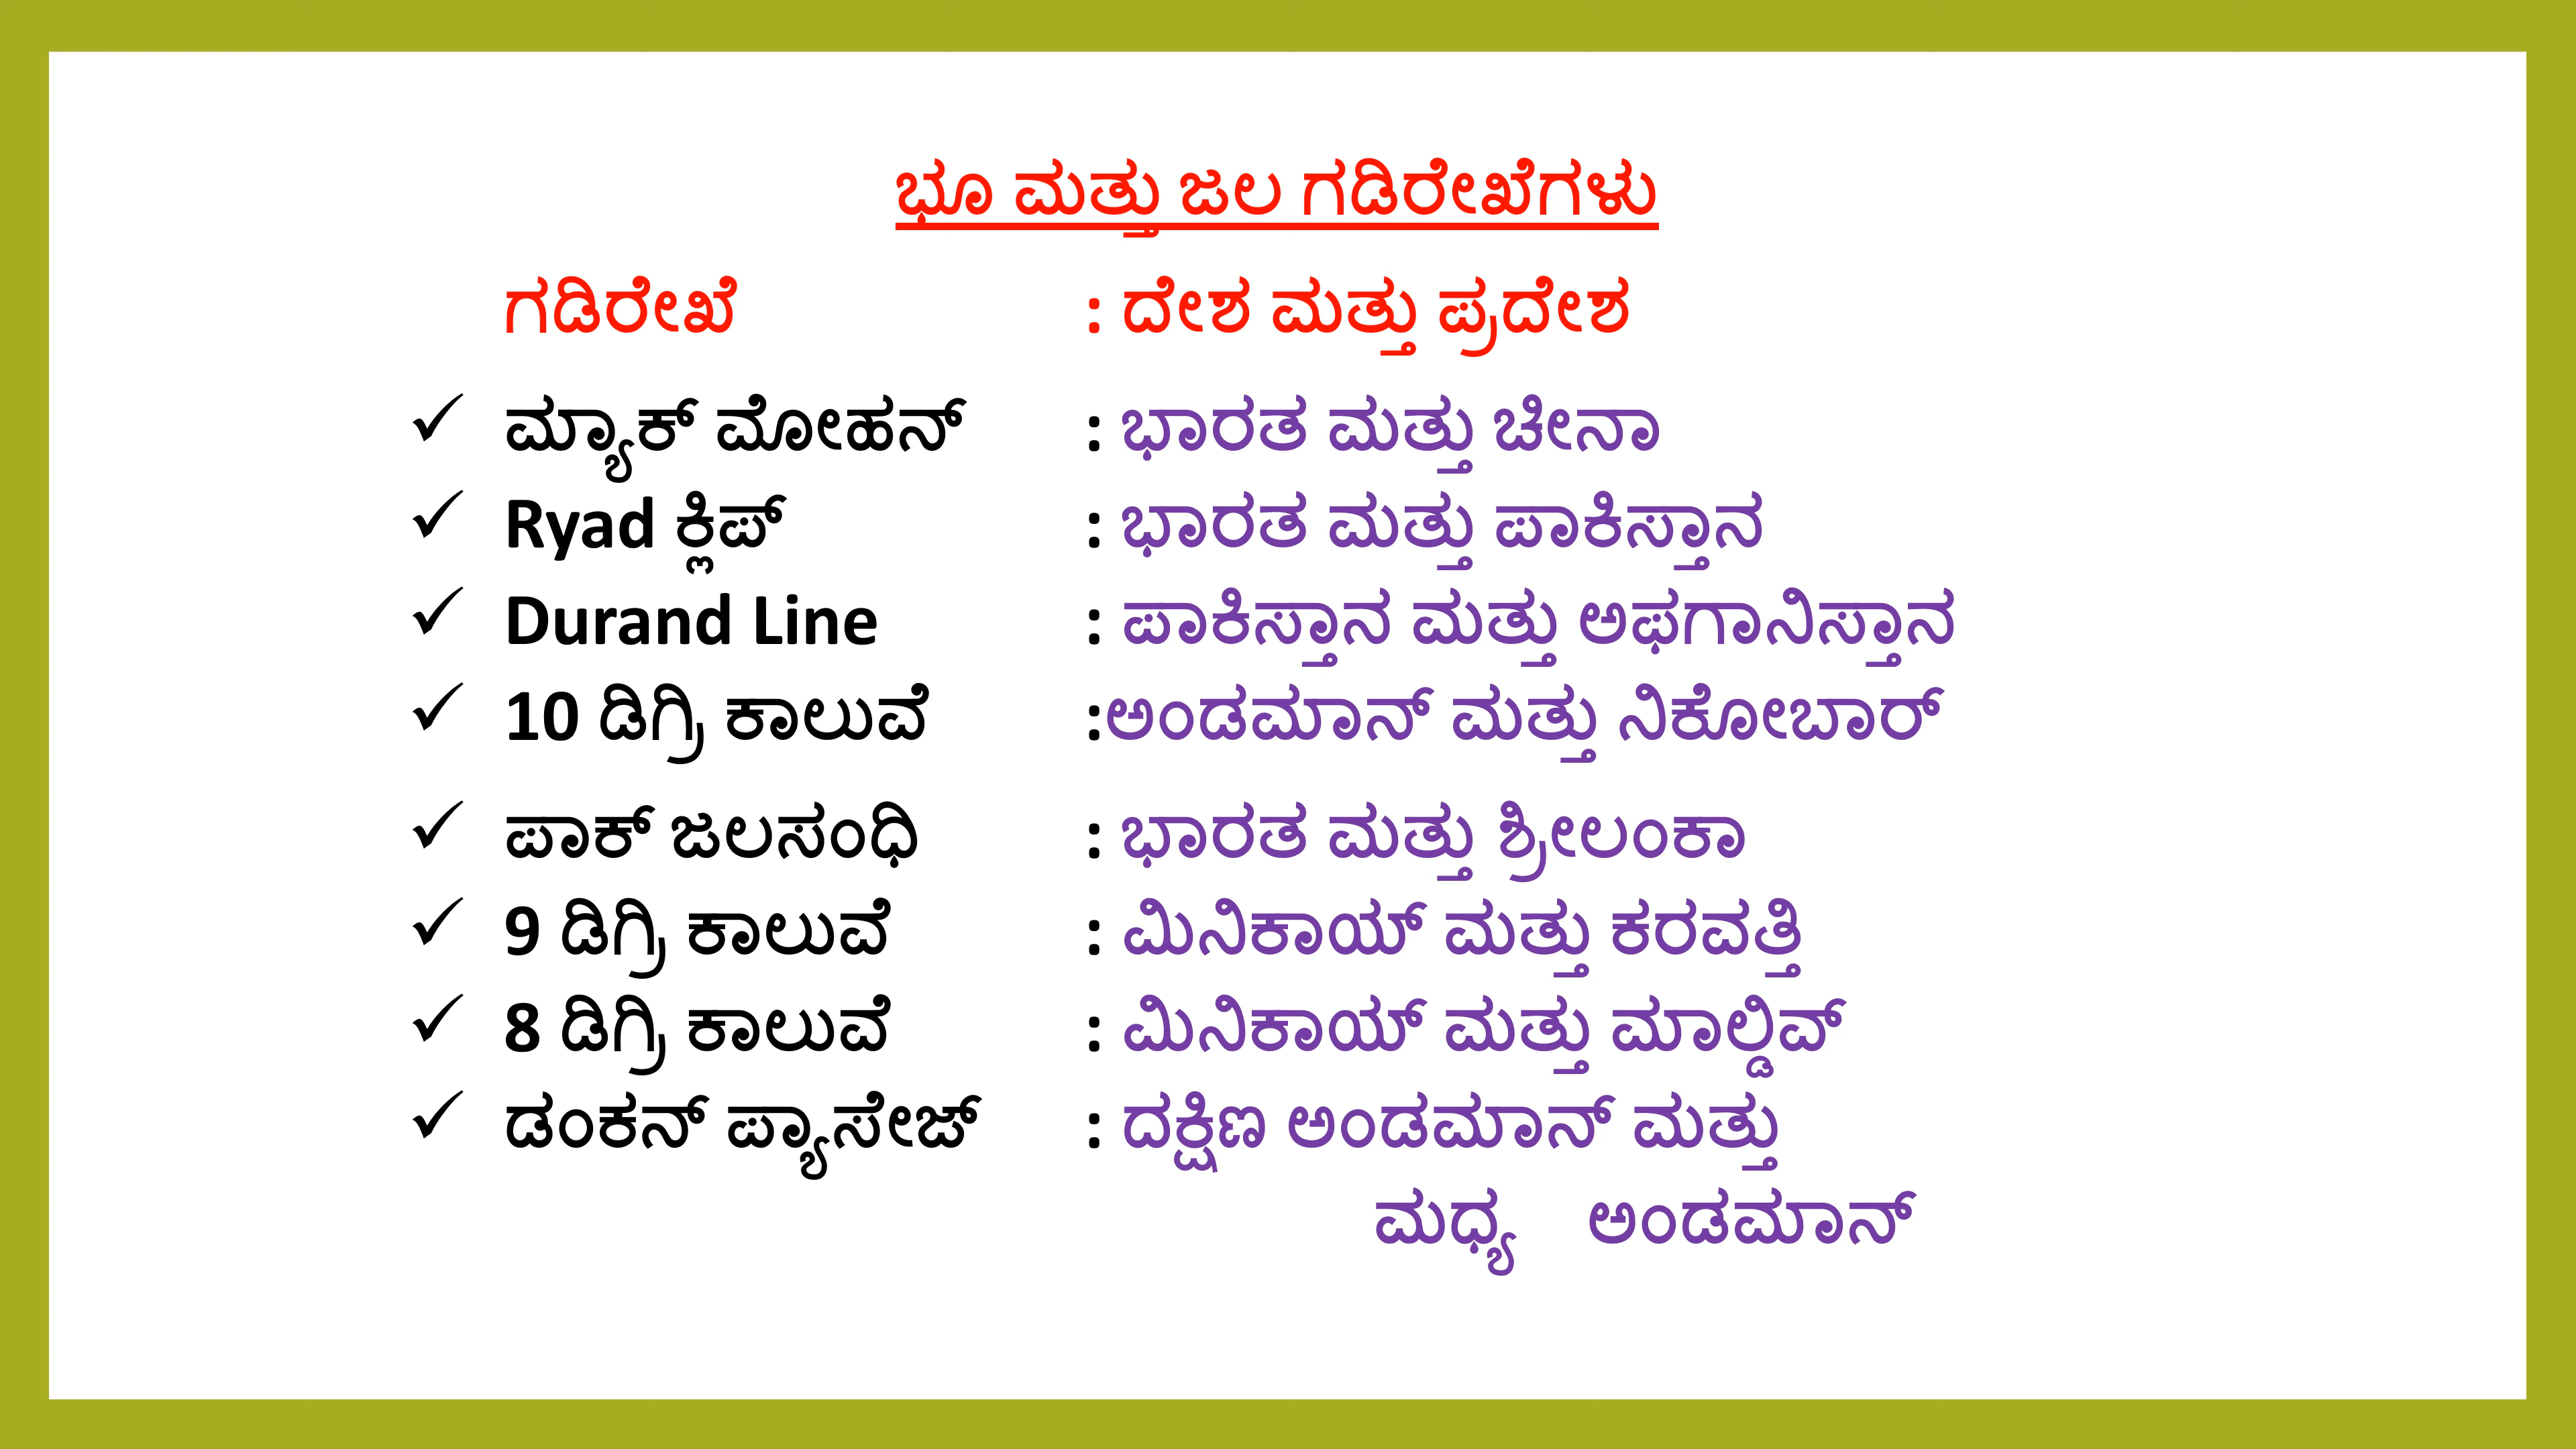 ಭೂ ಮತ್ತು ಜಲ ಗಡಿರೇಖೆಗಳು
ಗಡಿರೇಖೆ : ದೇಶ ಮತ್ತು ಪ್ರದೇಶ
✓ ಮ್ಯಾಕ್ ಮೋಹನ್ : ಭಾರತ ಮತ್ತು ಚೀನಾ
✓ Ryad ಕ್ಲಿಪ್ : ಭಾರತ ಮತ್ತು ಪಾಕಿಸ್ತಾನ
✓ Durand Line : ಪಾಕಿಸ್ತಾನ ಮತ್ತು ಅಫಗಾನಿಸ್ತಾನ
✓ 10 ಡಿಗ್ರಿ ಕಾಲುವೆ :ಅಂಡಮಾನ್ ಮತ್ತು ನಿಕೋಬಾರ್
✓ ಪಾಕ್ ಜಲಸಂಧಿ : ಭಾರತ ಮತ್ತು ಶ್ರೀಲಂಕಾ
✓ 9 ಡಿಗ್ರಿ ಕಾಲುವೆ : ಮಿನಿಕಾಯ್ ಮತ್ತು ಕರವತ್ತಿ
✓ 8 ಡಿಗ್ರಿ ಕಾಲುವೆ : ಮಿನಿಕಾಯ್ ಮತ್ತು ಮಾಲ್ಡಿವ್
✓ ಡಂಕನ್ ಪ್ಯಾಸೇಜ್ : ದಕ್ಷಿಣ ಅಂಡಮಾನ್ ಮತ್ತು
ಮಧ್ಯ ಅಂಡಮಾನ್